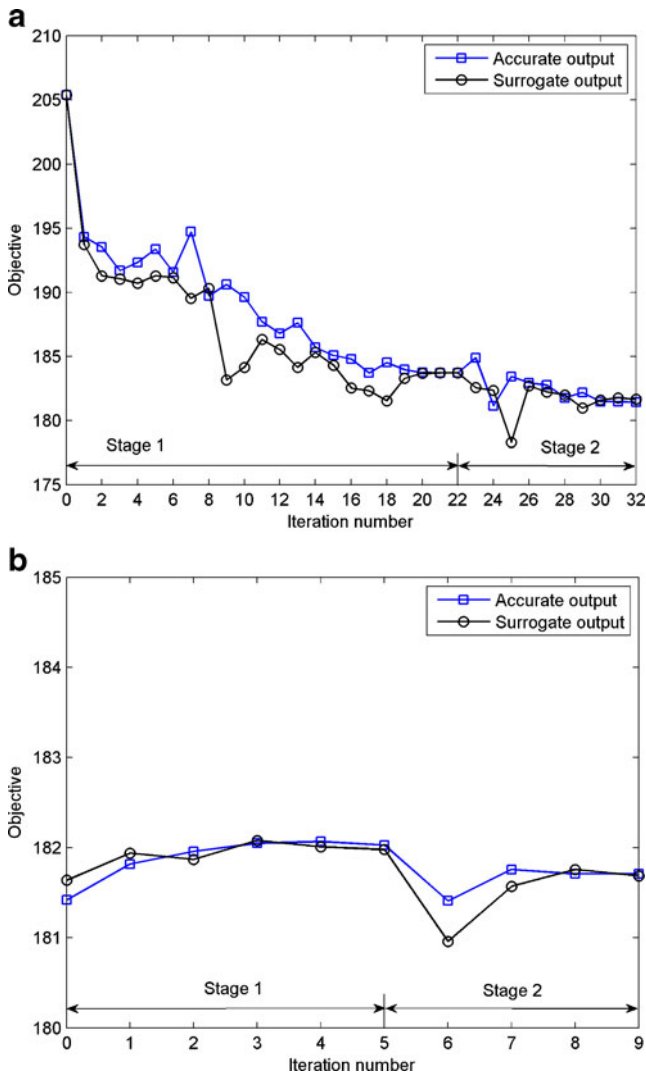 a
210
205
200
195
190
185
180
175
Objective
Accurate output
Surrogate output
Stage 1
Stage 2
0 2 4 6 8 10 12 14 16 18 20 22 24 26 28 30 32
Iteration number
b
185
184
183
182
181
180
Objective
Accurate output
Surrogate output
Stage 1
Stage 2
0 1 2 3 4 5 6 7 8 9
Iteration number